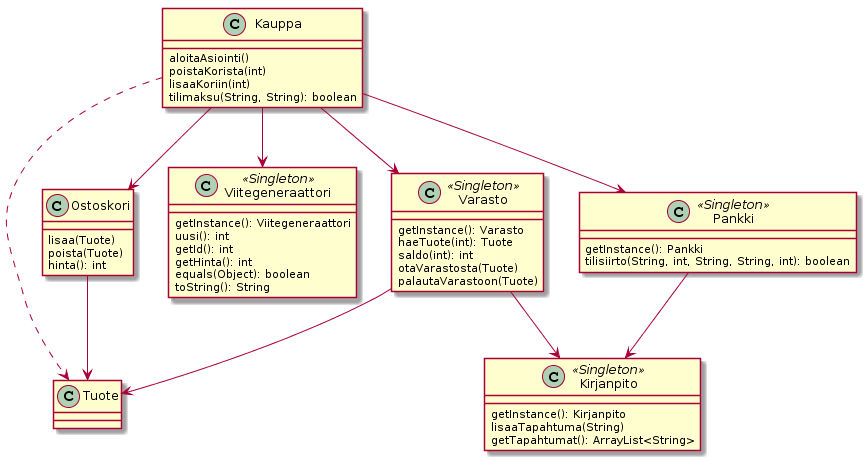 C Kauppa
aloitaAsiointi()
poistaKorista(int)
lisaaKoriin(int)
tilimaksu(String, String): boolean
C Ostoskori
lisaa(Tuote)
poista(Tuote)
hinta(): int
C «Singleton»
Viitegeneraattori
getInstance(): Viitegeneraattori
uusi(): int
getId(): int
getHinta(): int
equals(Object): boolean
toString(): String
C «Singleton»
Varasto
getInstance(): Varasto
haeTuote(int): Tuote
saldo(int): int
otaVarastosta(Tuote)
palautaVarastoon(Tuote)
C «Singleton»
Pankki
getInstance(): Pankki
tilisiirto(String, int, String, String, int): boolean
C Tuote
C «Singleton»
Kirjanpito
getInstance(): Kirjanpito
lisaaTapahtuma(String)
getTapahtumat(): ArrayList<String>